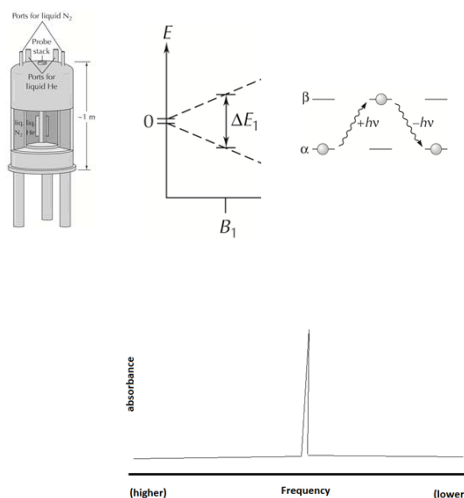 Ports for liquid N₂
Probe
stack
Ports for
liquid He
~1 m
liq. liq.
N₂ He
E
0
ΔE₁
B₁
β
α
+hν
–hν
absorbance
(higher)
Frequency
(lower